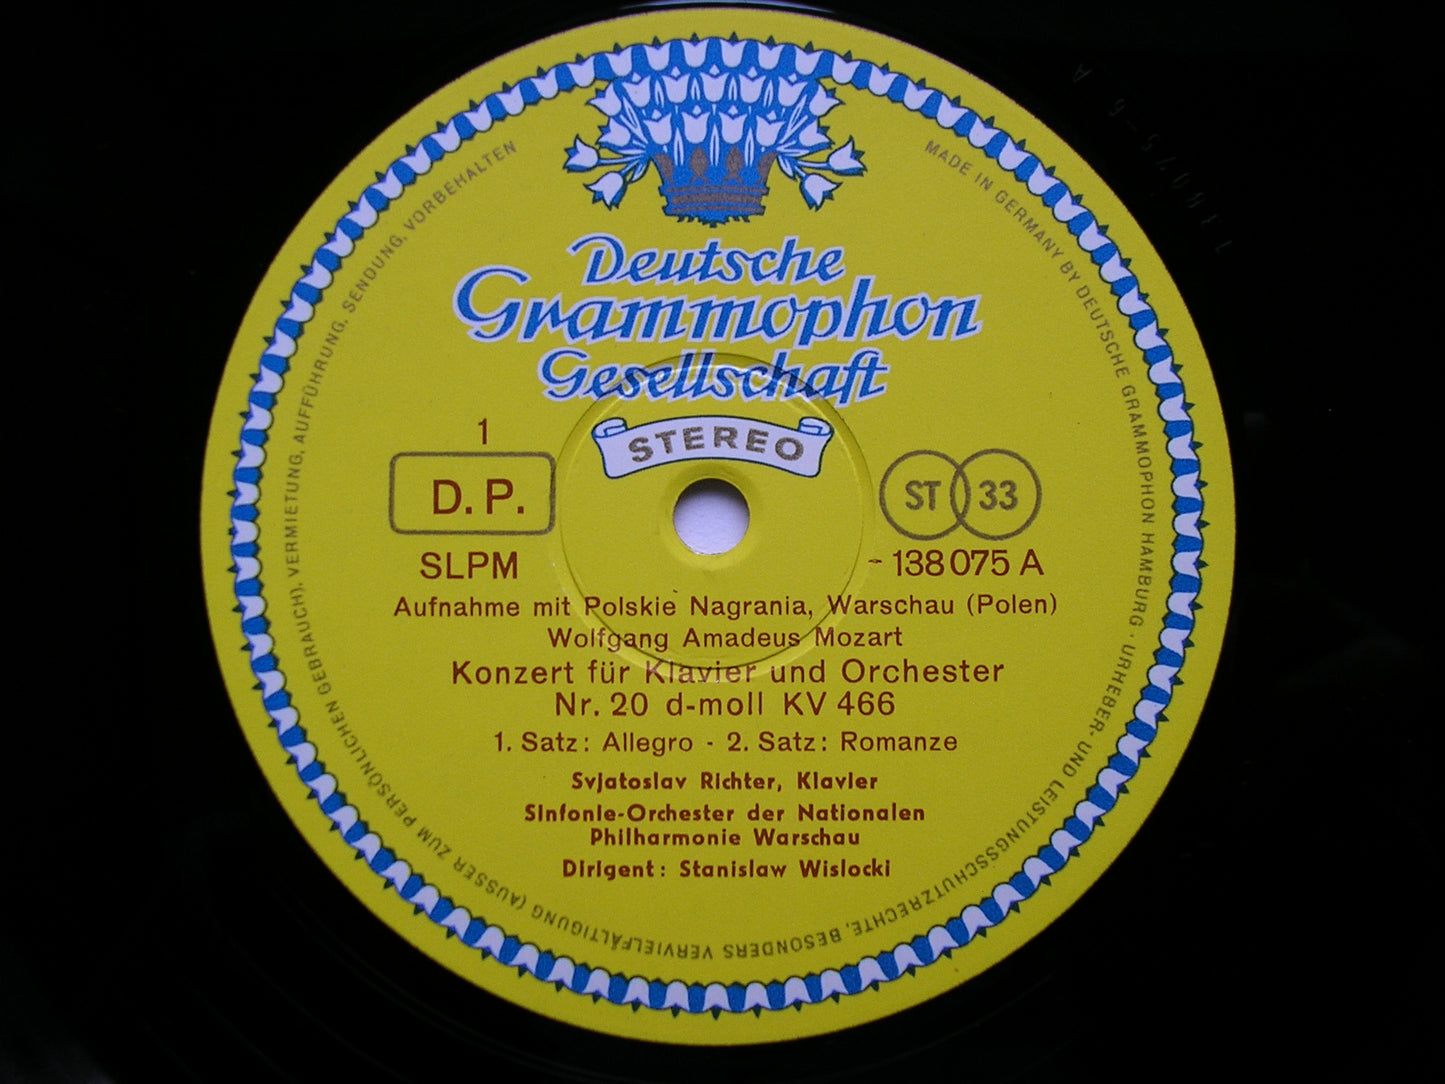 Deutsche
Grammophon
Gesellschaft
STEREO
1
D. P.
ST 33
SLPM
- 138 075 A
Aufnahme mit Polskie Nagrania, Warschau (Polen)
Wolfgang Amadeus Mozart
Konzert für Klavier und Orchester
Nr. 20 d-moll KV 466
1. Satz: Allegro - 2. Satz: Romanze
Svjatoslav Richter, Klavier
Sinfonie-Orchester der Nationalen
Philharmonie Warschau
Dirigent: Stanislaw Wislocki
MADE IN GERMANY BY DEUTSCHE GRAMMOPHON HAMBURG · URHEBER- UND LEISTUNGSSCHUTZRECHTE, BESONDERS VERVIELFÄLTIGUNG (AUSSER ZUM PERSÖNLICHEN GEBRAUCH), VERMIETUNG, AUFFÜHRUNG, SENDUNG, VORBEHALTEN